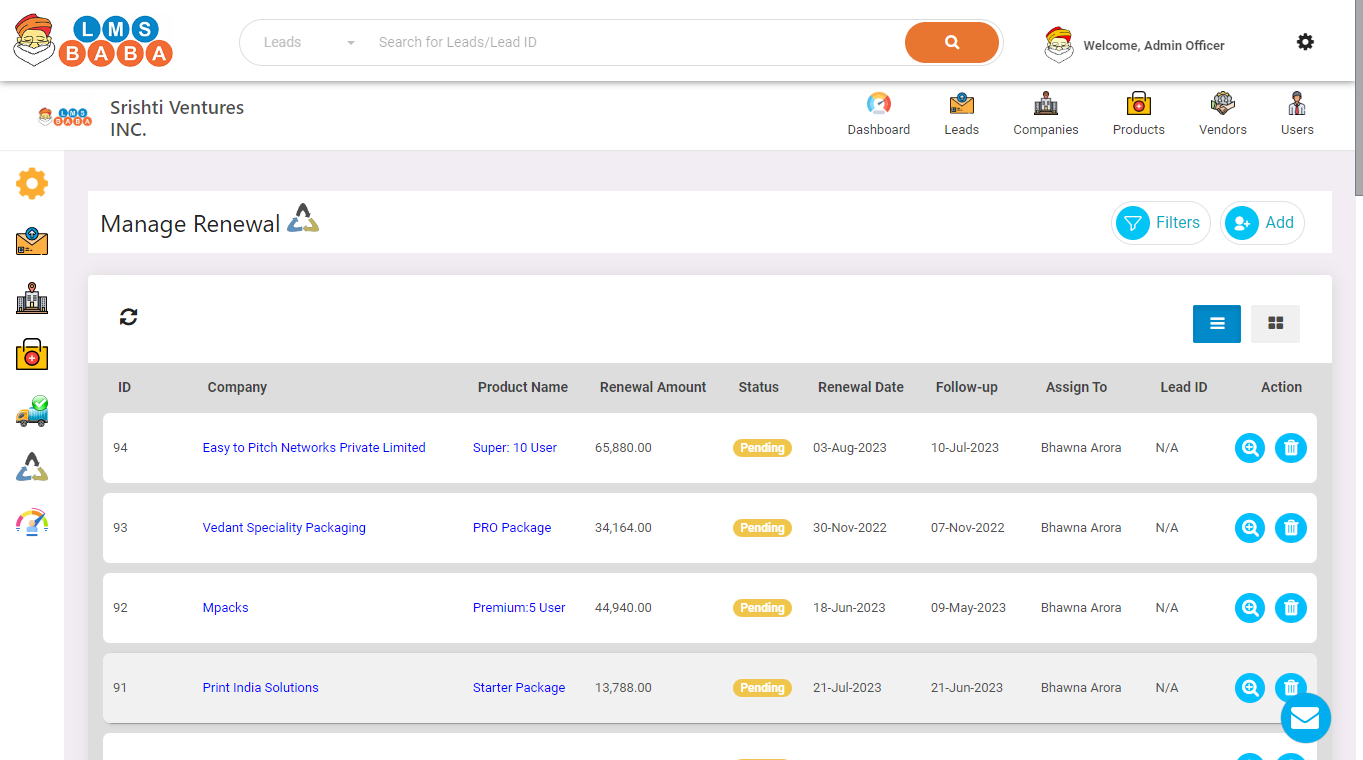 LMS
BABA
Leads
Search for Leads/Lead ID
Welcome, Admin Officer
LMS
BABA
Srishti Ventures
INC.
Dashboard Leads Companies Products Vendors Users
Manage Renewal
Filters
Add
ID Company Product Name Renewal Amount Status Renewal Date Follow-up Assign To Lead ID Action
94 Easy to Pitch Networks Private Limited Super: 10 User 65,880.00 Pending 03-Aug-2023 10-Jul-2023 Bhawna Arora N/A
93 Vedant Speciality Packaging PRO Package 34,164.00 Pending 30-Nov-2022 07-Nov-2022 Bhawna Arora N/A
92 Mpacks Premium:5 User 44,940.00 Pending 18-Jun-2023 09-May-2023 Bhawna Arora N/A
91 Print India Solutions Starter Package 13,788.00 Pending 21-Jul-2023 21-Jun-2023 Bhawna Arora N/A